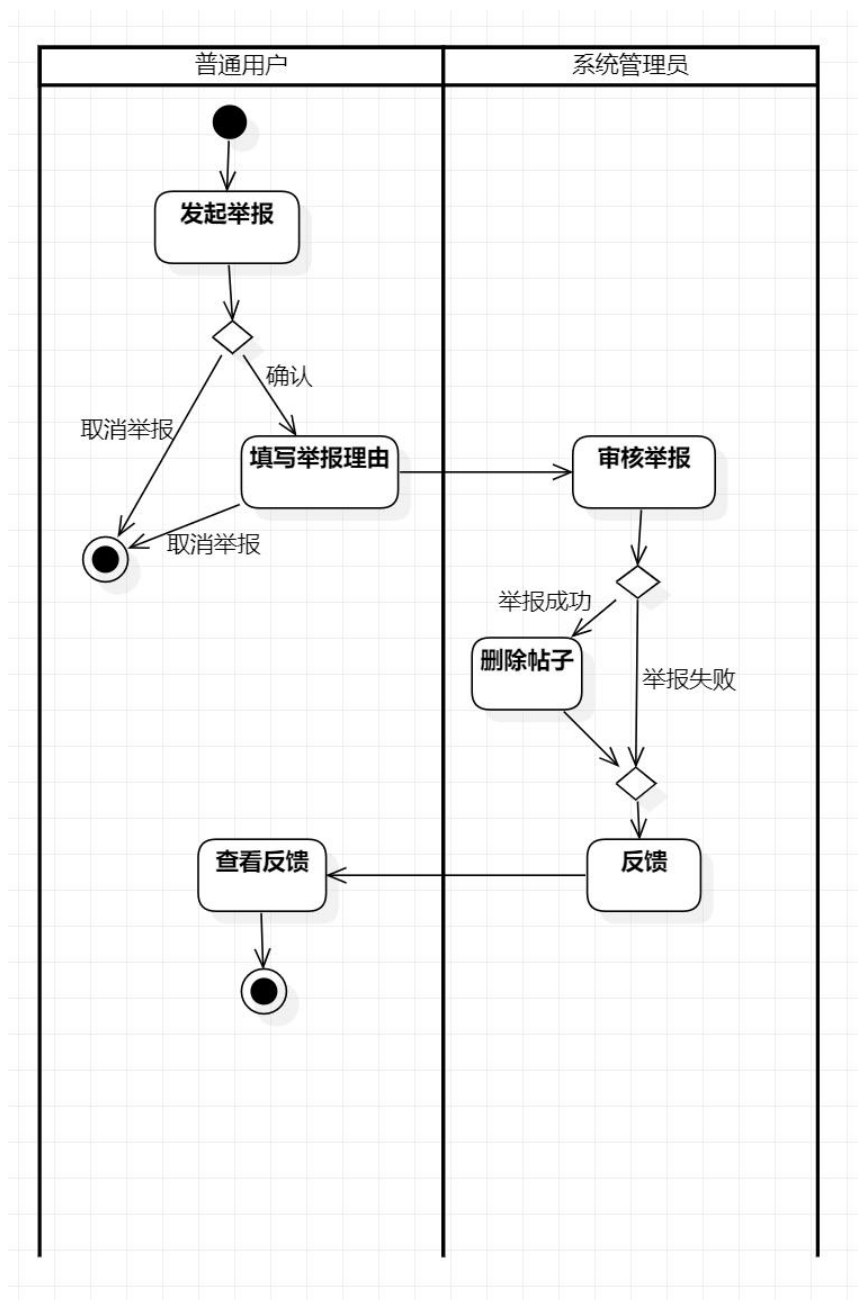 普通用户
系统管理员
发起举报
确认
取消举报
填写举报理由
审核举报
取消举报
举报成功
删除帖子
举报失败
查看反馈
反馈